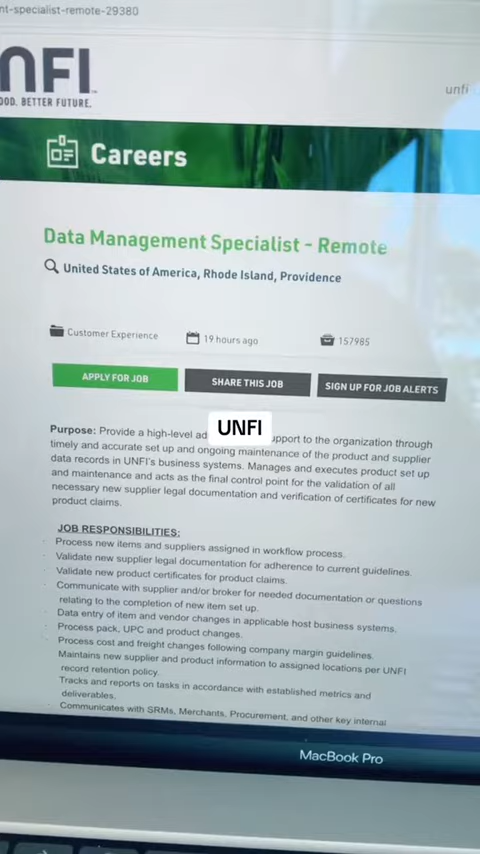 nt-specialist-remote-29380
NFI
OOD. BETTER FUTURE.
unfi
Careers
Data Management Specialist - Remote
United States of America, Rhode Island, Providence
Customer Experience
19 hours ago
157985
APPLY FOR JOB
SHARE THIS JOB
SIGN UP FOR JOB ALERTS
UNFI
Purpose: Provide a high-level ad upport to the organization through
timely and accurate set up and ongoing maintenance of the product and supplier
data records in UNFI's business systems. Manages and executes product set up
and maintenance and acts as the final control point for the validation of all
necessary new supplier legal documentation and verification of certificates for new
product claims.
JOB RESPONSIBILITIES:
· Process new items and suppliers assigned in workflow process.
· Validate new supplier legal documentation for adherence to current guidelines.
· Validate new product certificates for product claims.
· Communicate with supplier and/or broker for needed documentation or questions
relating to the completion of new item set up.
· Data entry of item and vendor changes in applicable host business systems.
· Process pack, UPC and product changes.
· Process cost and freight changes following company margin guidelines.
· Maintains new supplier and product information to assigned locations per UNFI
record retention policy.
· Tracks and reports on tasks in accordance with established metrics and
deliverables.
· Communicates with SRMs, Merchants, Procurement, and other key internal
MacBook Pro